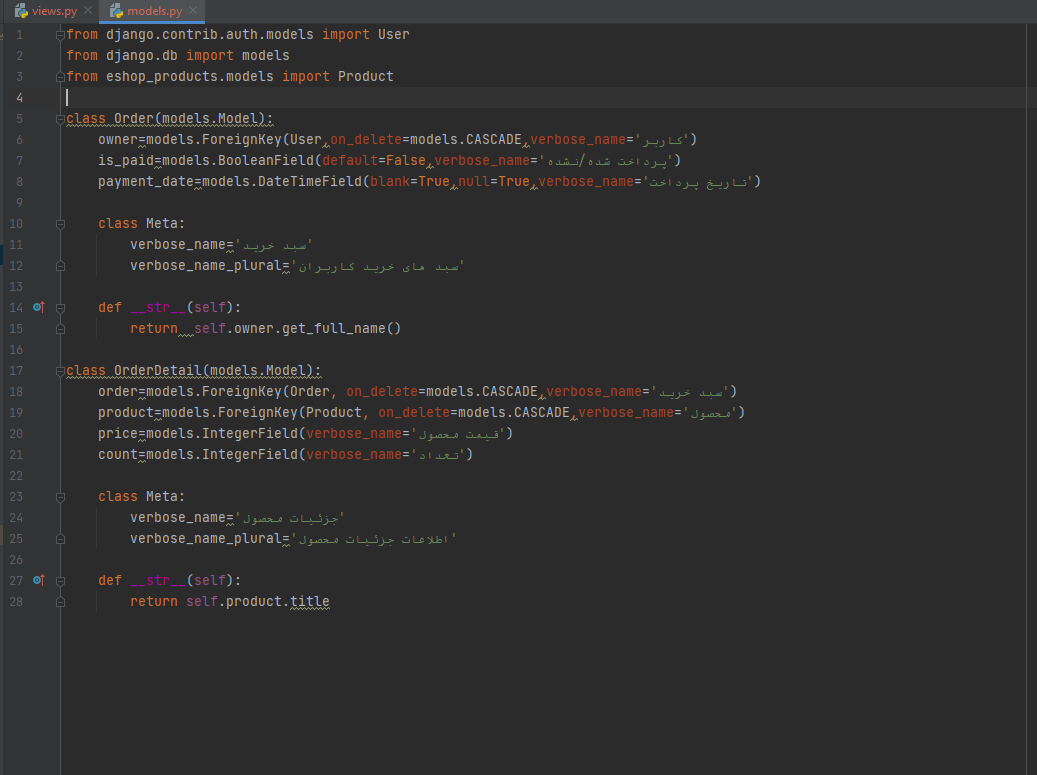 views.py models.py
1 from django.contrib.auth.models import User
2 from django.db import models
3 from eshop_products.models import Product
4
5 class Order(models.Model):
6 owner=models.ForeignKey(User,on_delete=models.CASCADE,verbose_name='کاربر')
7 is_paid=models.BooleanField(default=False,verbose_name='پرداخت شده/نشده')
8 payment_date=models.DateTimeField(blank=True,null=True,verbose_name='تاریخ پرداخت')
9
10 class Meta:
11 verbose_name='سبد خرید'
12 verbose_name_plural='سبد های خرید کاربران'
13
14 def __str__(self):
15 return  self.owner.get_full_name()
16
17 class OrderDetail(models.Model):
18 order=models.ForeignKey(Order, on_delete=models.CASCADE,verbose_name='سبد خرید')
19 product=models.ForeignKey(Product, on_delete=models.CASCADE,verbose_name='محصول')
20 price=models.IntegerField(verbose_name='قیمت محصول')
21 count=models.IntegerField(verbose_name='تعداد')
22
23 class Meta:
24 verbose_name='جزئیات محصول'
25 verbose_name_plural='اطلاعات جزئیات محصول'
26
27 def __str__(self):
28 return self.product.title